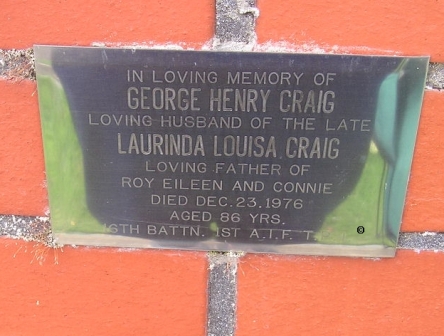 IN LOVING MEMORY OF
GEORGE HENRY CRAIG
LOVING HUSBAND OF THE LATE
LAURINDA LOUISA CRAIG
LOVING FATHER OF
ROY EILEEN AND CONNIE
DIED DEC. 23. 1976
AGED 86 YRS.
6TH BATTN. 1ST A.I.F.